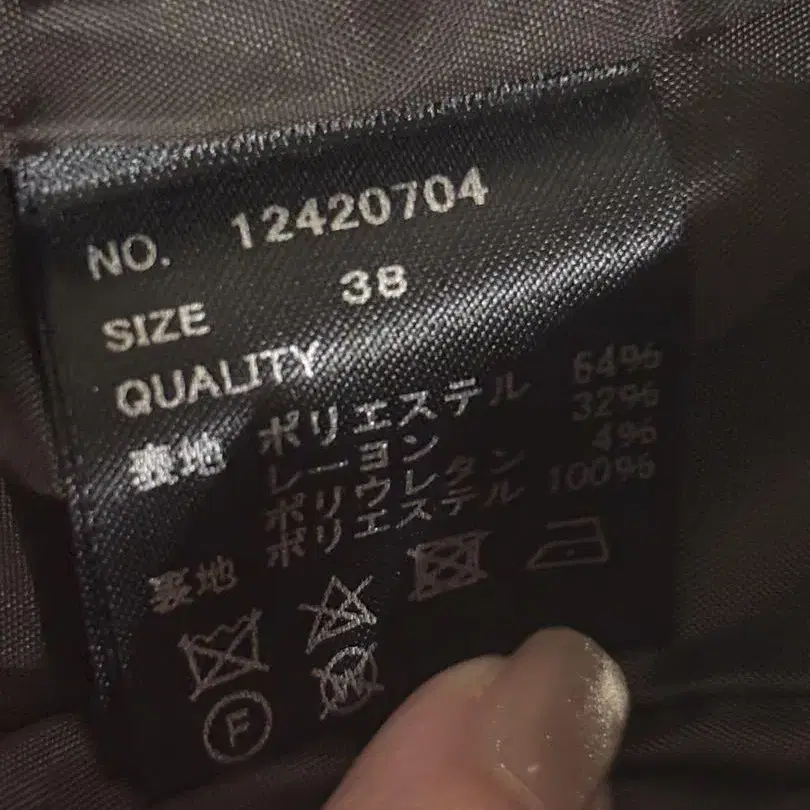 NO. 12420704
SIZE 38
QUALITY
表地 ポリエステル 64%
レーヨン 32%
ポリウレタン 4%
裏地 ポリエステル 100%
F
W